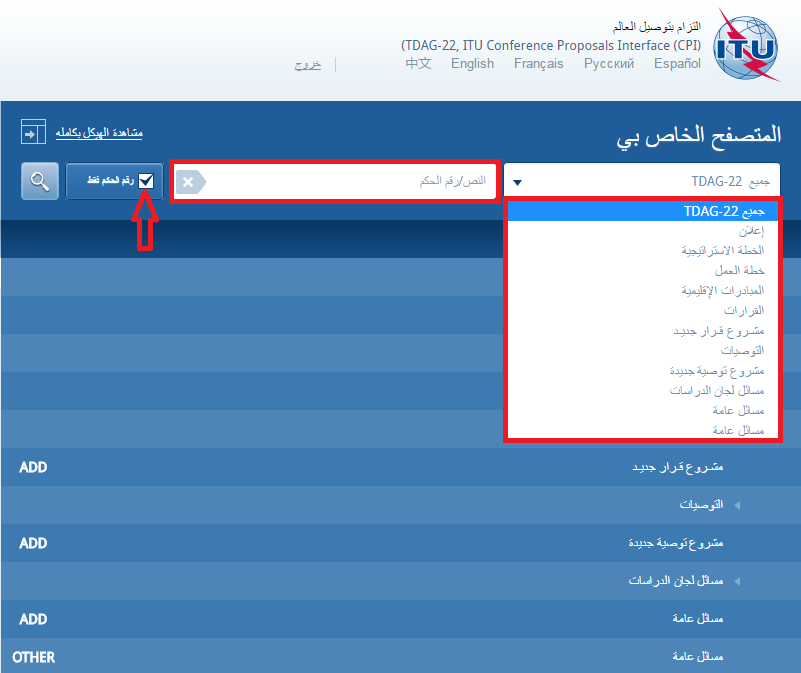 التزام بتوصيل العالم
(TDAG-22, ITU Conference Proposals Interface (CPI)
Español Русский Français English 中文 خروج
ITU
المتصفح الخاص بي
مشاهدة الهيكل بكامله
جميع TDAG-22
النص/رقم الحكم
رقم الحكم فقط
جميع TDAG-22
إعلان
الخطة الاستراتيجية
خطة العمل
المبادرات الإقليمية
القرارات
مشروع قرار جديد
التوصيات
مشروع توصية جديدة
مسائل لجان الدراسات
مسائل عامة
مسائل عامة
مشروع قرار جديد ADD
التوصيات
مشروع توصية جديدة ADD
مسائل لجان الدراسات
مسائل عامة ADD
مسائل عامة OTHER